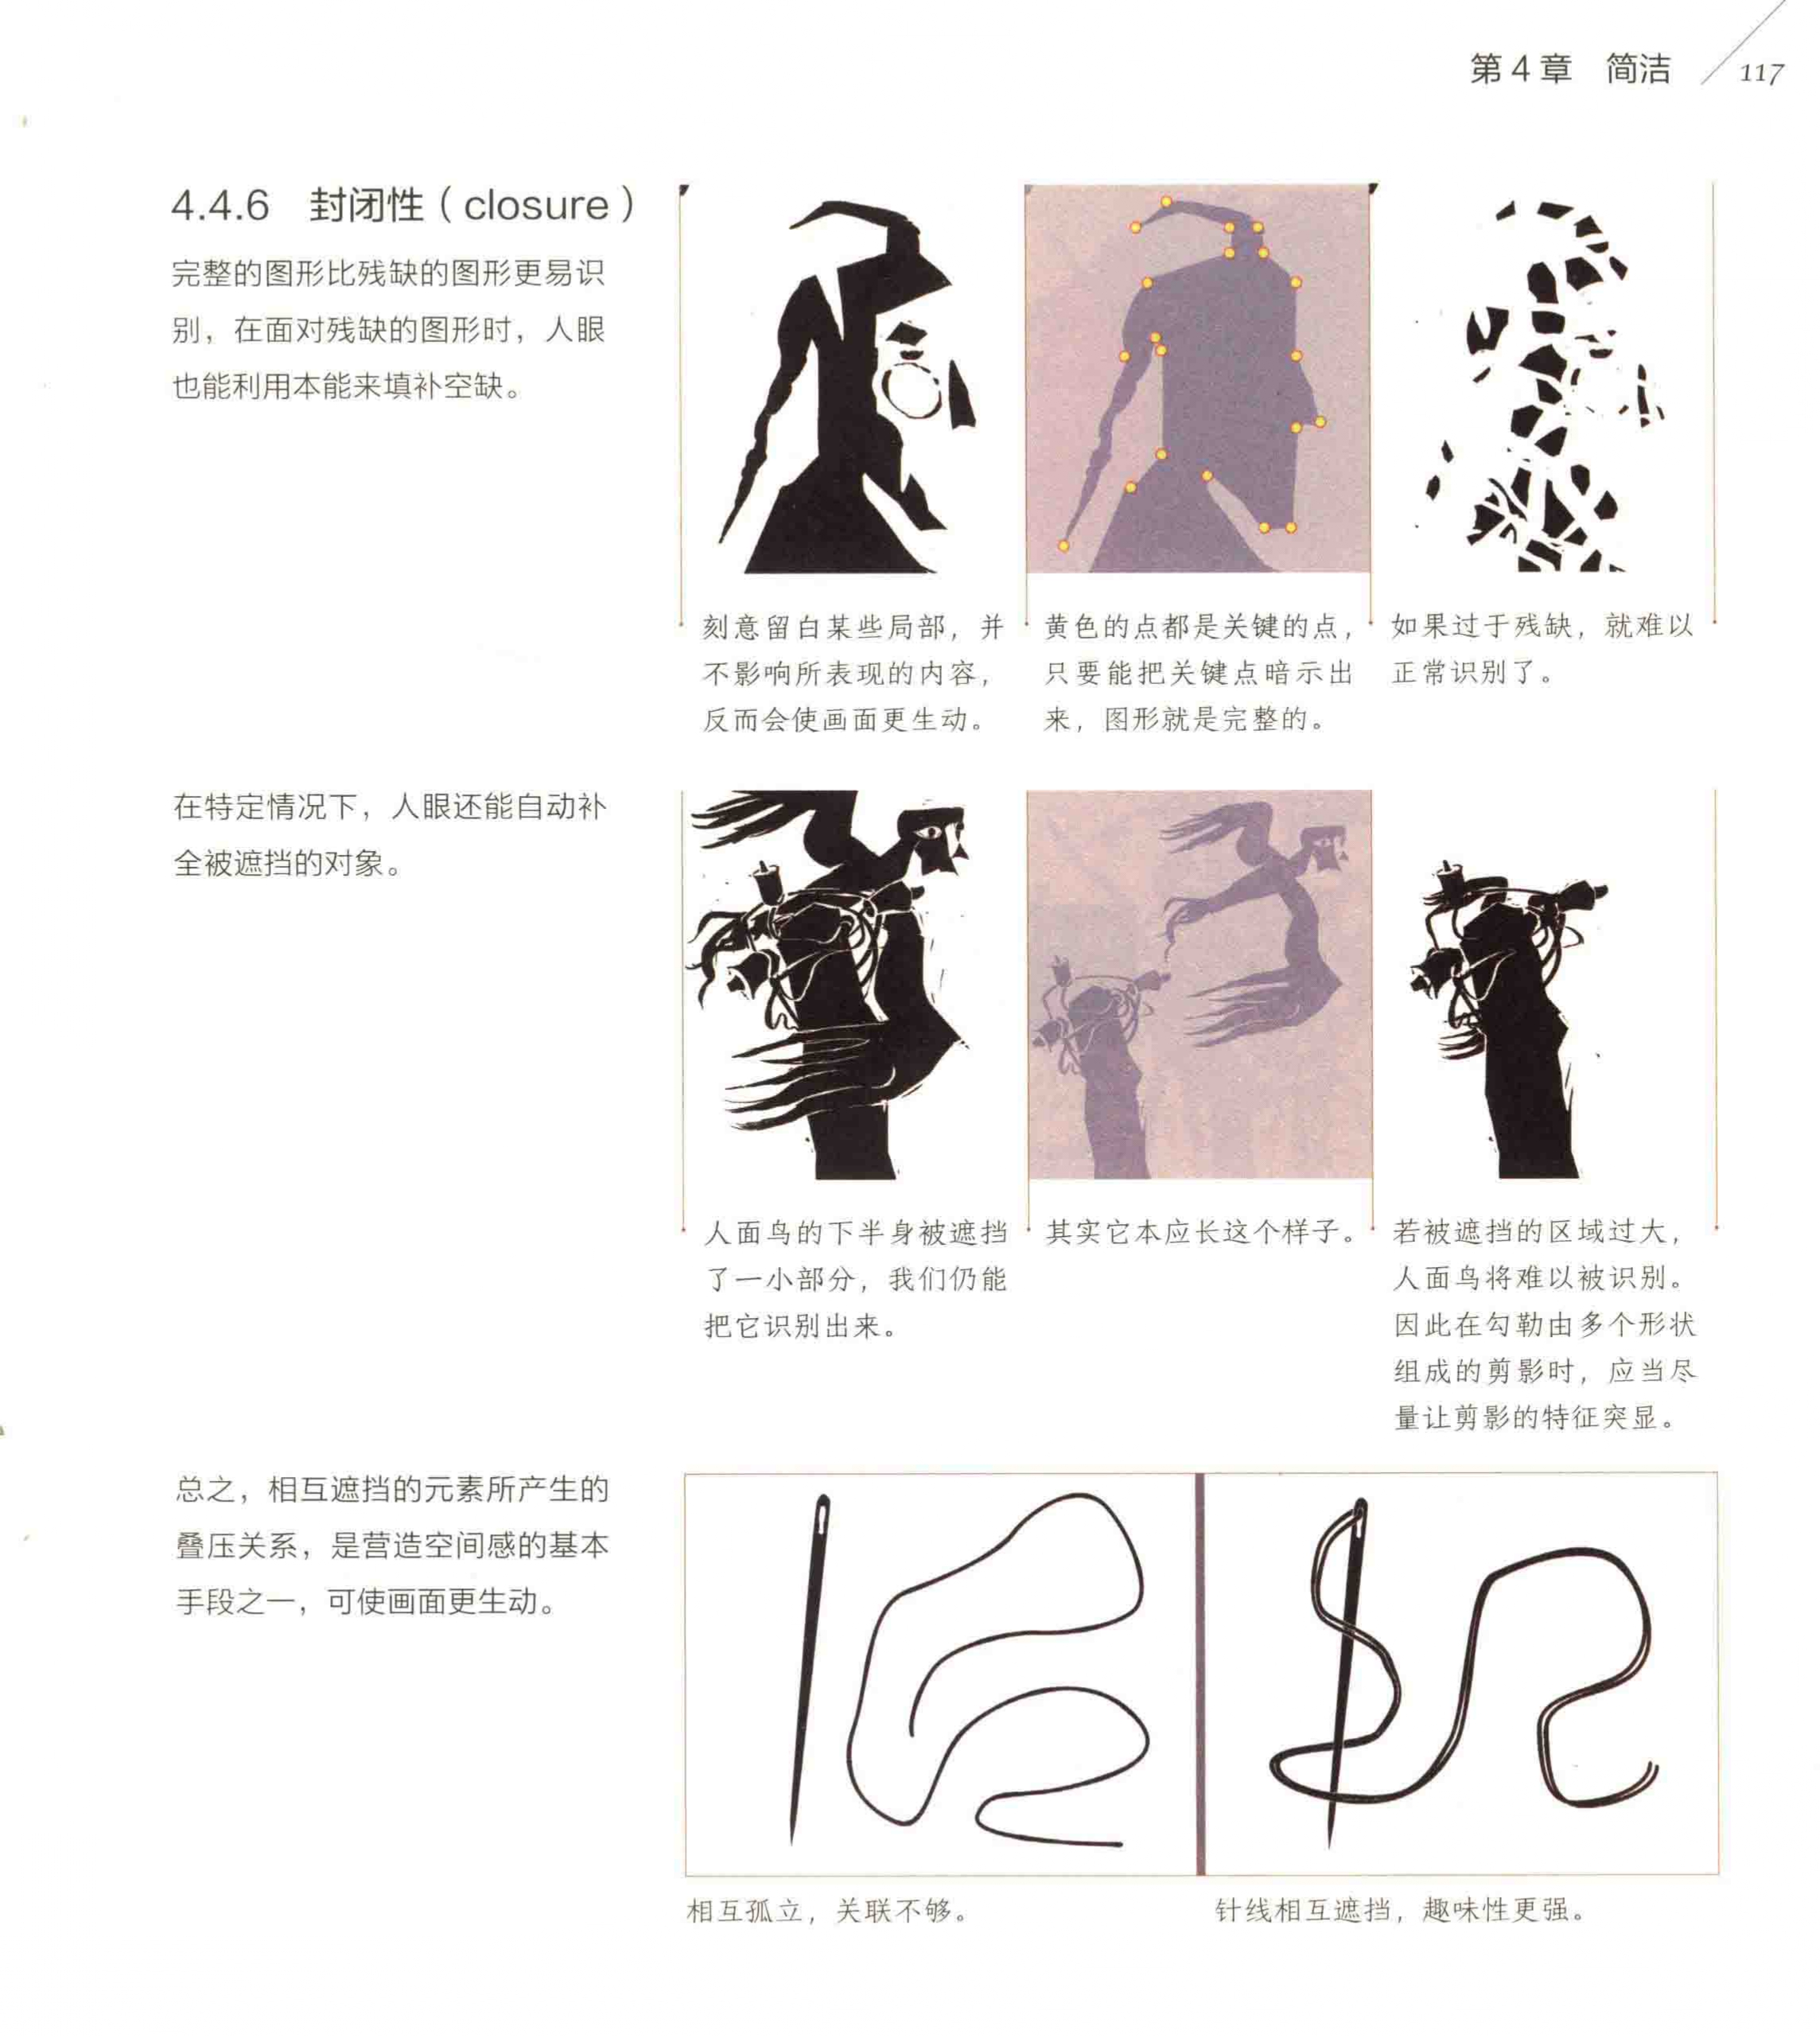 第4章 简洁 117
4.4.6 封闭性（closure）
完整的图形比残缺的图形更易识
别，在面对残缺的图形时，人眼
也能利用本能来填补空缺。
刻意留白某些局部，并
不影响所表现的内容，
反而会使画面更生动。
黄色的点都是关键的点，
只要能把关键点暗示出
来，图形就是完整的。
如果过于残缺，就难以
正常识别了。
在特定情况下，人眼还能自动补
全被遮挡的对象。
人面鸟的下半身被遮挡
了一小部分，我们仍能
把它识别出来。
其实它本应长这个样子。
若被遮挡的区域过大，
人面鸟将难以被识别。
因此在勾勒由多个形状
组成的剪影时，应当尽
量让剪影的特征突显。
总之，相互遮挡的元素所产生的
叠压关系，是营造空间感的基本
手段之一，可使画面更生动。
相互孤立，关联不够。
针线相互遮挡，趣味性更强。